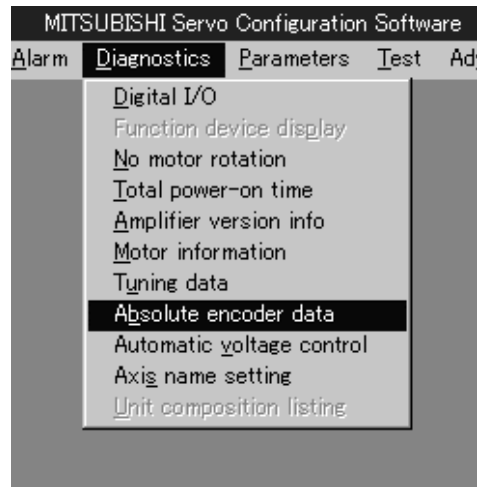 MITSUBISHI Servo Configuration Software
Alarm Diagnostics Parameters Test
Digital I/O
Function device display
No motor rotation
Total power-on time
Amplifier version info
Motor information
Tuning data
Absolute encoder data
Automatic voltage control
Axis name setting
Unit composition listing